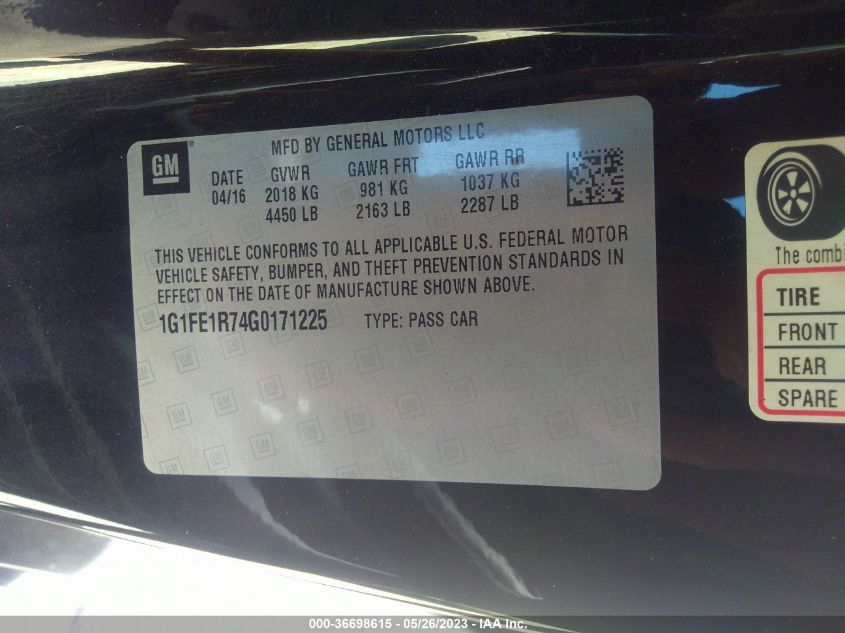 GM
MFD BY GENERAL MOTORS LLC
DATE GVWR GAWR FRT GAWR RR
04/16 2018 KG 981 KG 1037 KG
4450 LB 2163 LB 2287 LB
THIS VEHICLE CONFORMS TO ALL APPLICABLE U.S. FEDERAL MOTOR
VEHICLE SAFETY, BUMPER, AND THEFT PREVENTION STANDARDS IN
EFFECT ON THE DATE OF MANUFACTURE SHOWN ABOVE.
1G1FE1R74G0171225 TYPE: PASS CAR
The combi
TIRE
FRONT
REAR
SPARE
000-36698615 - 05/26/2023 - © IAA Inc.